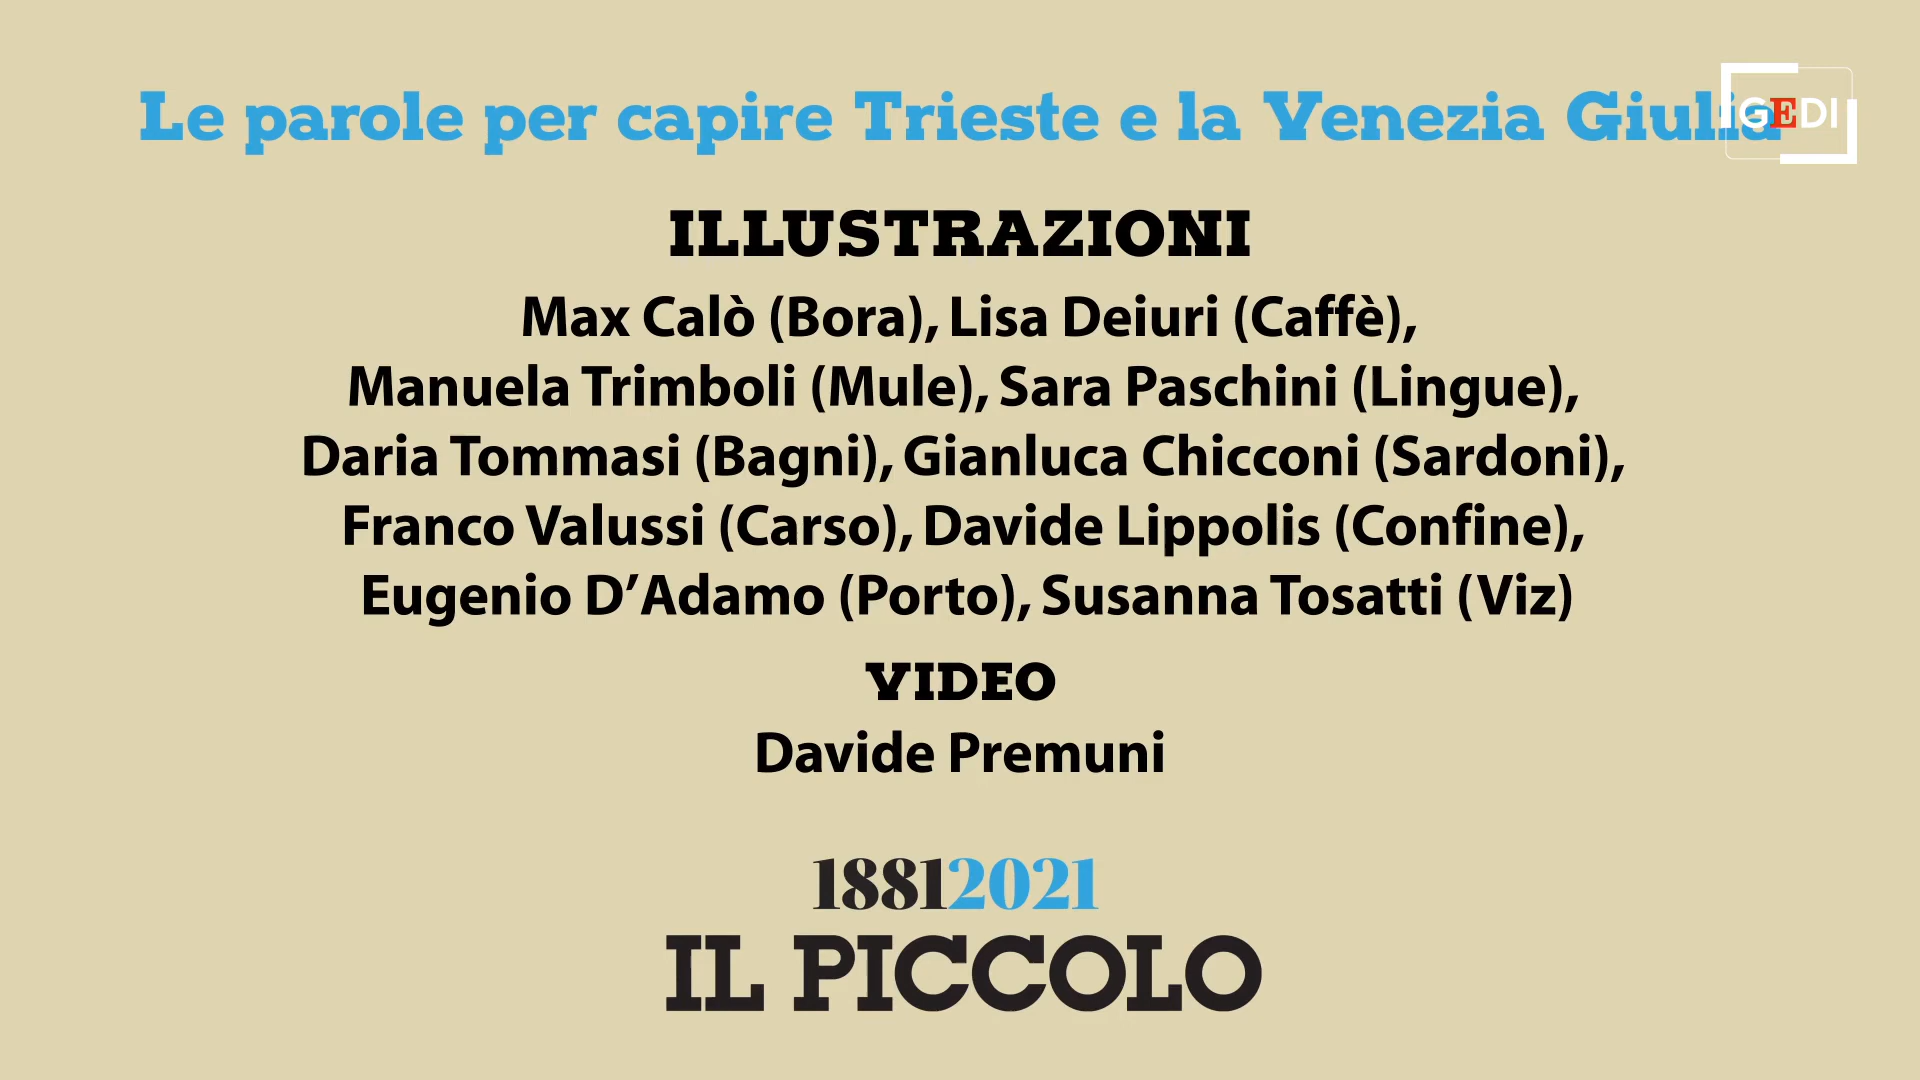 Le parole per capire Trieste e la Venezia Giulia
GEDI
ILLUSTRAZIONI
Max Calò (Bora), Lisa Deiuri (Caffè),
Manuela Trimboli (Mule), Sara Paschini (Lingue),
Daria Tommasi (Bagni), Gianluca Chicconi (Sardoni),
Franco Valussi (Carso), Davide Lippolis (Confine),
Eugenio D’Adamo (Porto), Susanna Tosatti (Viz)
VIDEO
Davide Premuni
18812021
IL PICCOLO